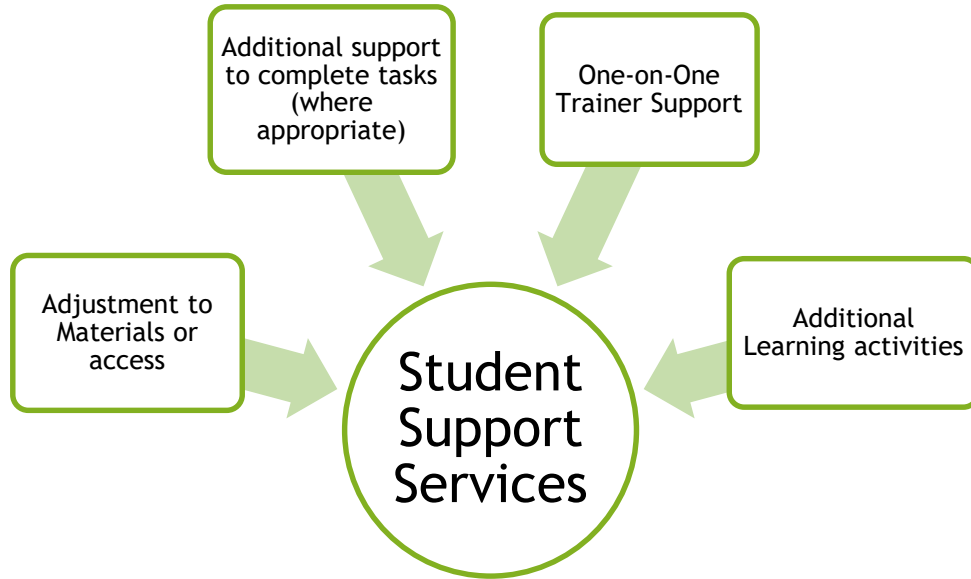 Additional support
to complete tasks
(where
appropriate)
One-on-One
Trainer Support
Adjustment to
Materials or
access
Additional
Learning activities
Student
Support
Services